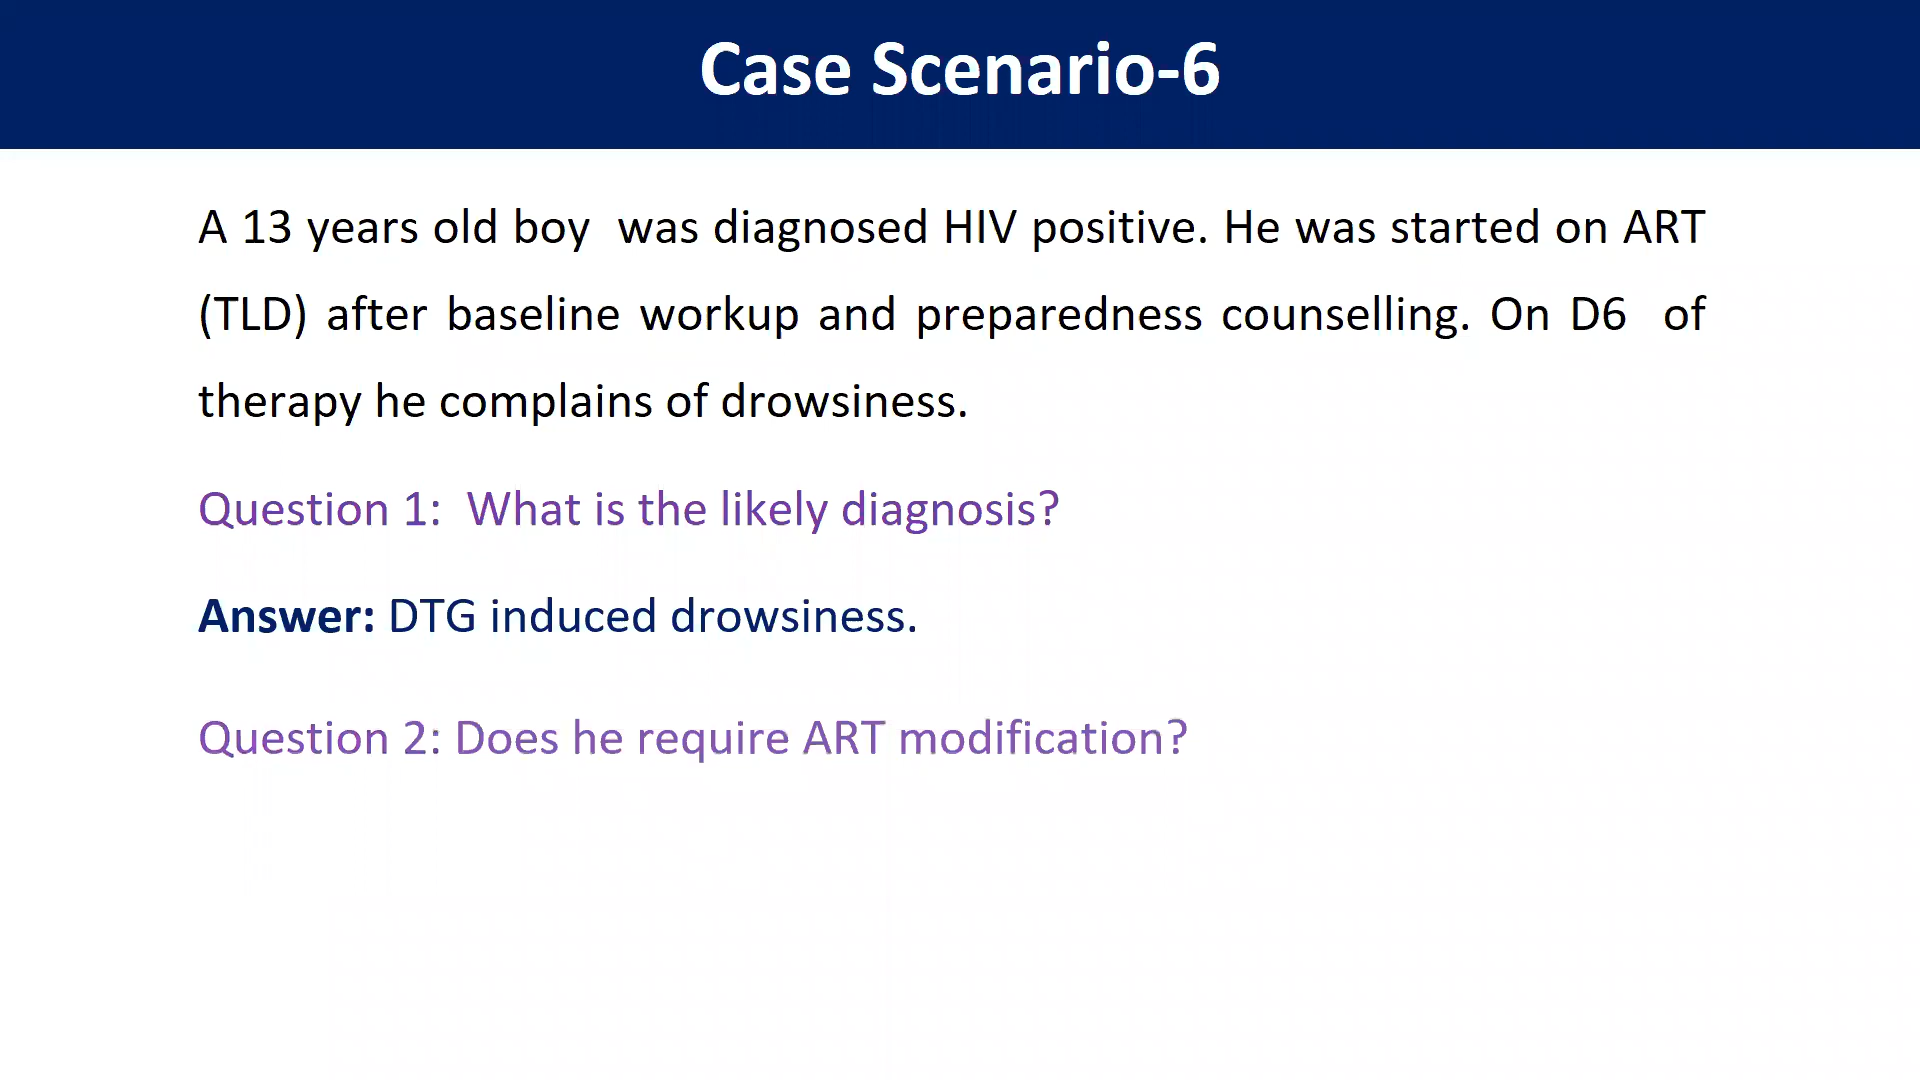 Case Scenario-6
A 13 years old boy was diagnosed HIV positive. He was started on ART
(TLD) after baseline workup and preparedness counselling. On D6 of
therapy he complains of drowsiness.
Question 1: What is the likely diagnosis?
Answer: DTG induced drowsiness.
Question 2: Does he require ART modification?